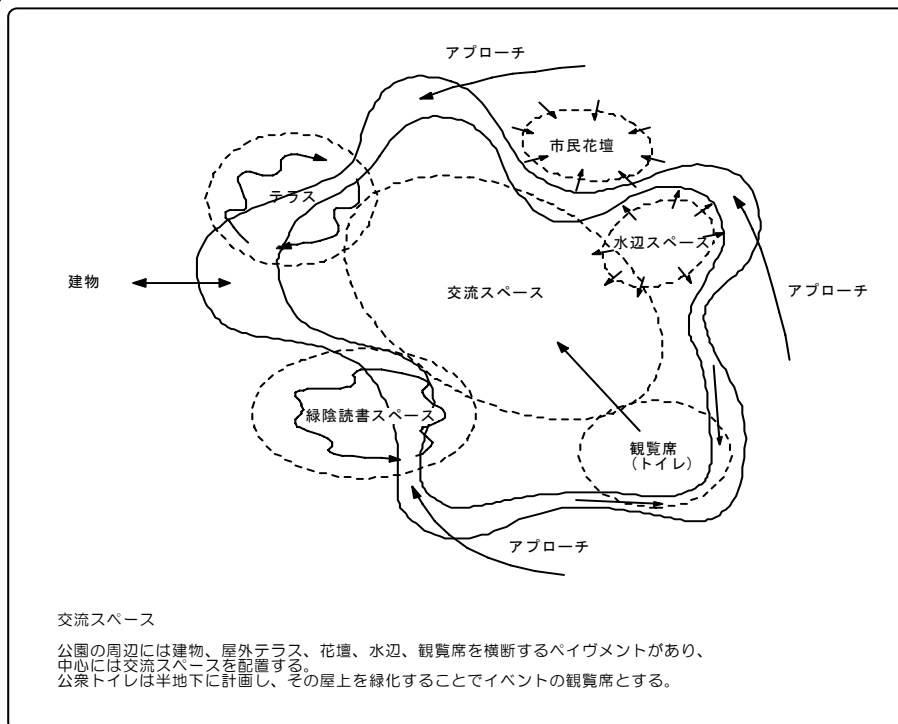 アプローチ
市民花壇
テラス
水辺スペース
建物
交流スペース
アプローチ
緑陰読書スペース
観覧席
（トイレ）
アプローチ
交流スペース
公園の周辺には建物、屋外テラス、花壇、水辺、観覧席を横断するペイヴメントがあり、
中心には交流スペースを配置する。
公衆トイレは半地下に計画し、その屋上を緑化することでイベントの観覧席とする。